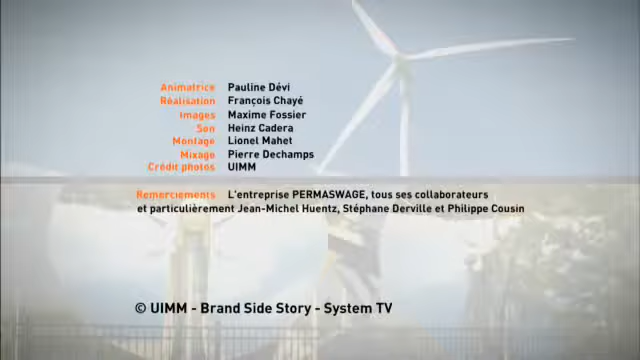 Animatrice Pauline Dévi
Réalisation François Chayé
Images Maxime Fossier
Son Heinz Cadera
Montage Lionel Mahet
Mixage Pierre Dechamps
Crédit photos UIMM
Remerciements L'entreprise PERMASWAGE, tous ses collaborateurs
et particulièrement Jean-Michel Huentz, Stéphane Derville et Philippe Cousin
© UIMM - Brand Side Story - System TV